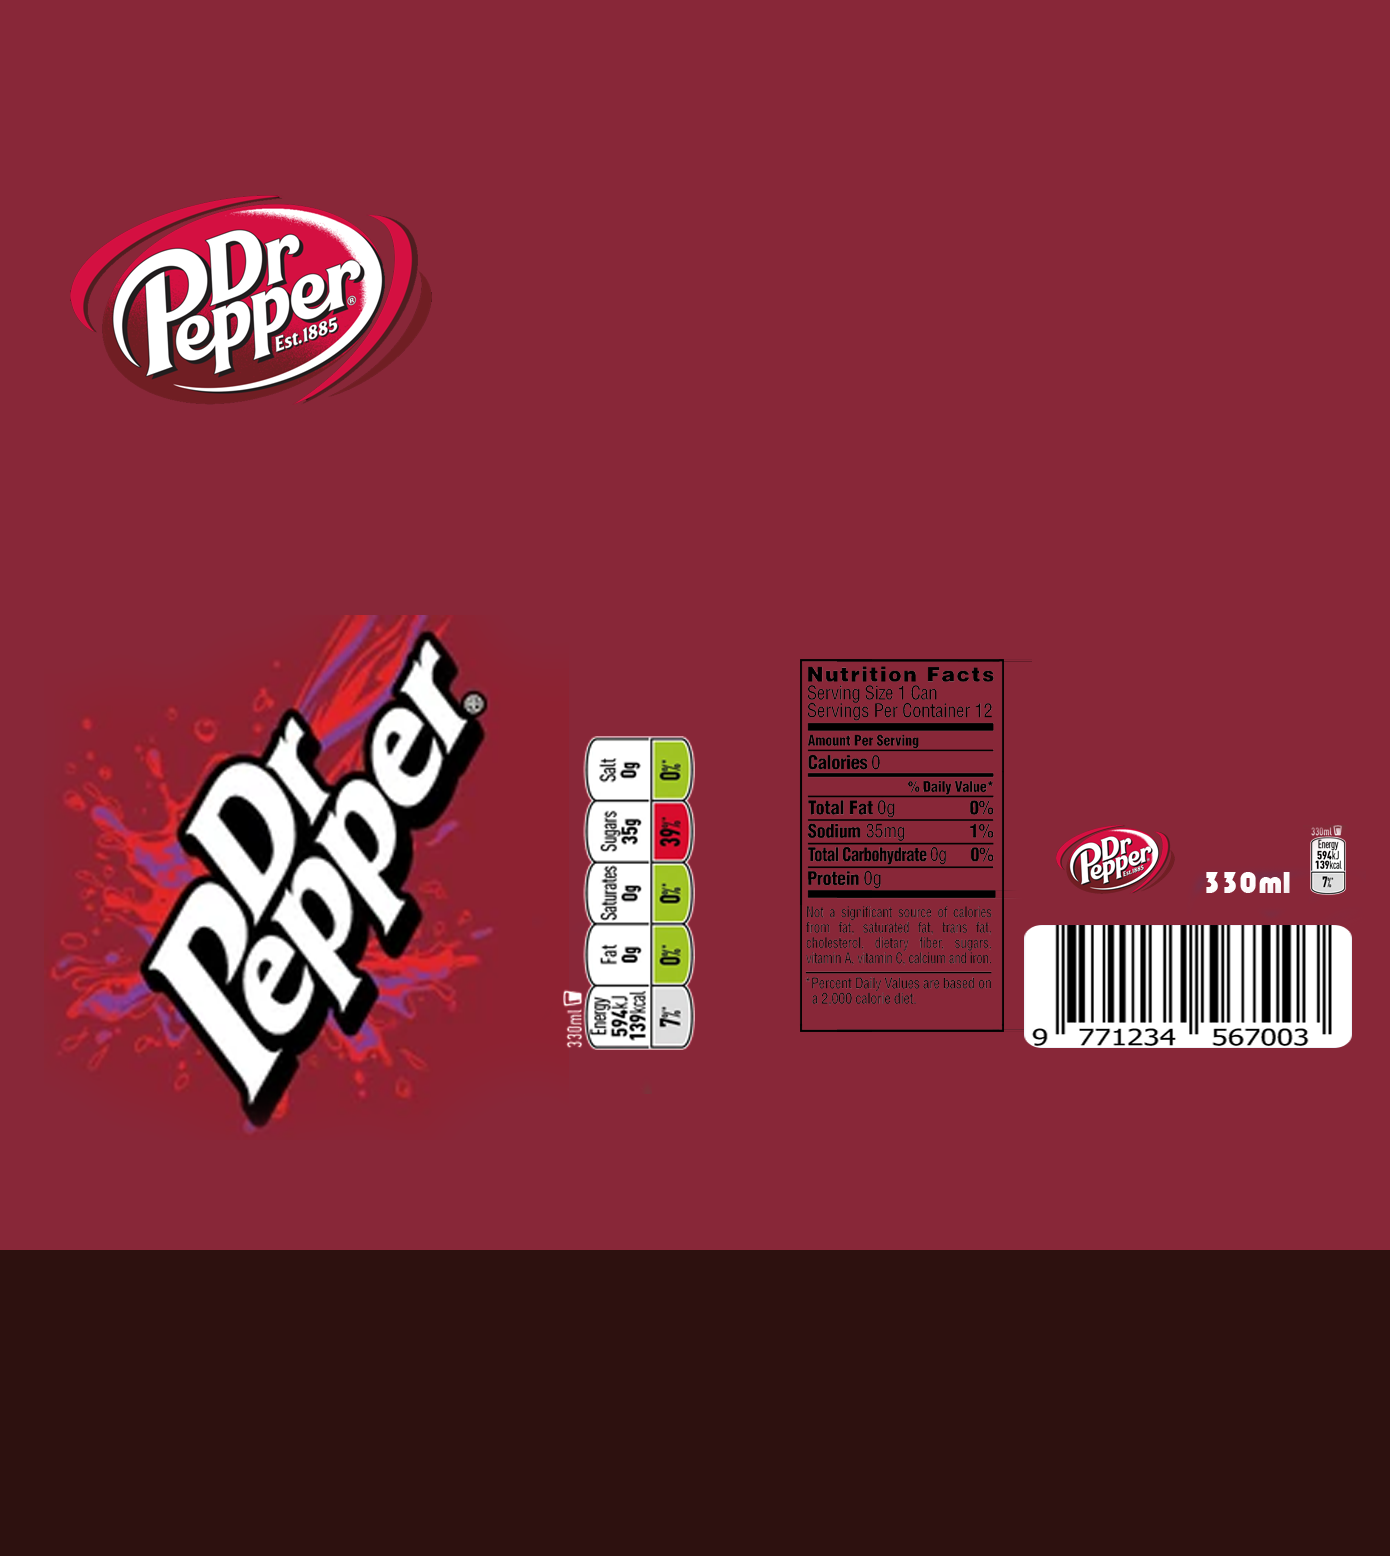 Dr
Pepper®
Est.1885
Dr
Pepper®
Salt
0g
0%*
Sugars
35g
39%*
Saturates
0g
0%*
Fat
0g
0%*
330ml
Energy
594kJ
139kcal
7%*
Nutrition Facts
Serving Size 1 Can
Servings Per Container 12
Amount Per Serving
Calories 0
% Daily Value*
Total Fat 0g 0%
Sodium 35mg 1%
Total Carbohydrate 0g 0%
Protein 0g
Not a significant source of calories
from fat, saturated fat, trans fat,
cholesterol, dietary fiber, sugars,
vitamin A, vitamin C, calcium and iron.
*Percent Daily Values are based on
a 2,000 calorie diet.
Dr
Pepper
Est.1885
330ml
330ml
Energy
594kJ
139kcal
7%*
9 771234 567003